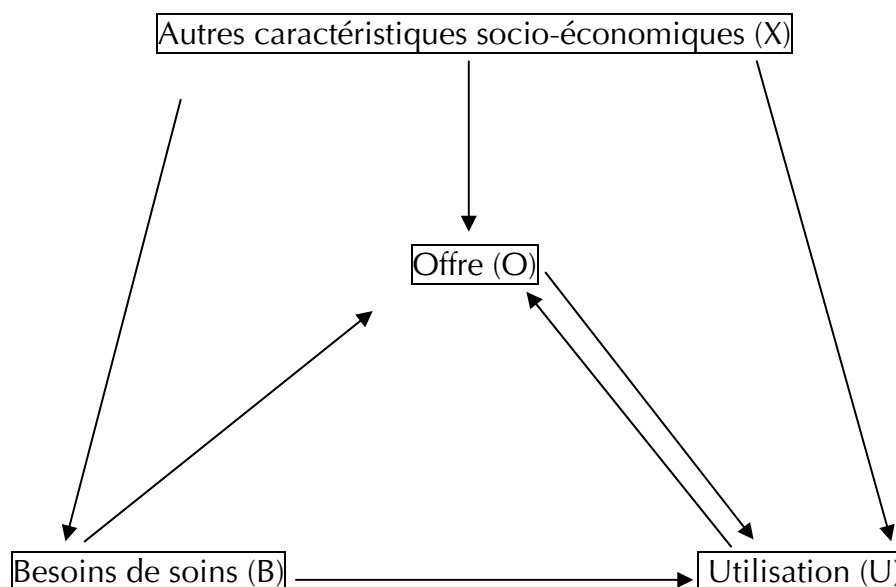 Autres caractéristiques socio-économiques (X)
Offre (O)
Besoins de soins (B)
Utilisation (U)